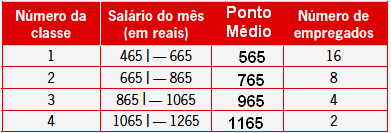 Número da classe | Salário do mês (em reais) | Ponto Médio | Número de empregados
1 | 465 l — 665 | 565 | 16
2 | 665 l — 865 | 765 | 8
3 | 865 l — 1065 | 965 | 4
4 | 1065 l — 1265 | 1165 | 2